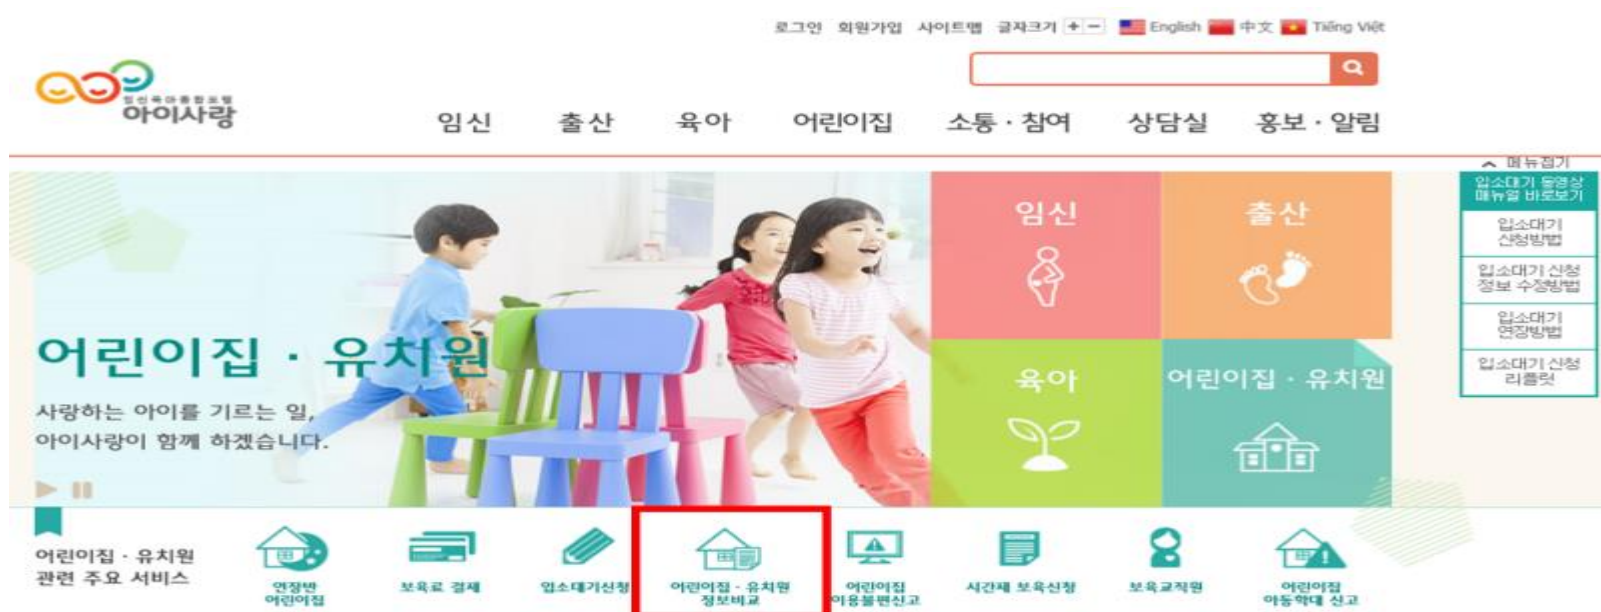 로그인 회원가입 사이트맵 글자크기 + - English 中文 Tiếng Việt
임신육아종합포털
아이사랑
임신 출산 육아 어린이집 소통 · 참여 상담실 홍보 · 알림
메뉴접기
입소대기 동영상
매뉴얼 바로보기
입소대기
신청방법
입소대기 신청
정보 수정방법
입소대기
연장방법
입소대기 신청
리플릿
임신
출산
육아
어린이집 · 유치원
어린이집 · 유치원
사랑하는 아이를 기르는 일,
아이사랑이 함께 하겠습니다.
어린이집 · 유치원
관련 주요 서비스
연장반
어린이집
보육료 결제
입소대기신청
어린이집 · 유치원
정보비교
어린이집
이용불편신고
시간제 보육신청
보육교직원
어린이집
아동학대 신고